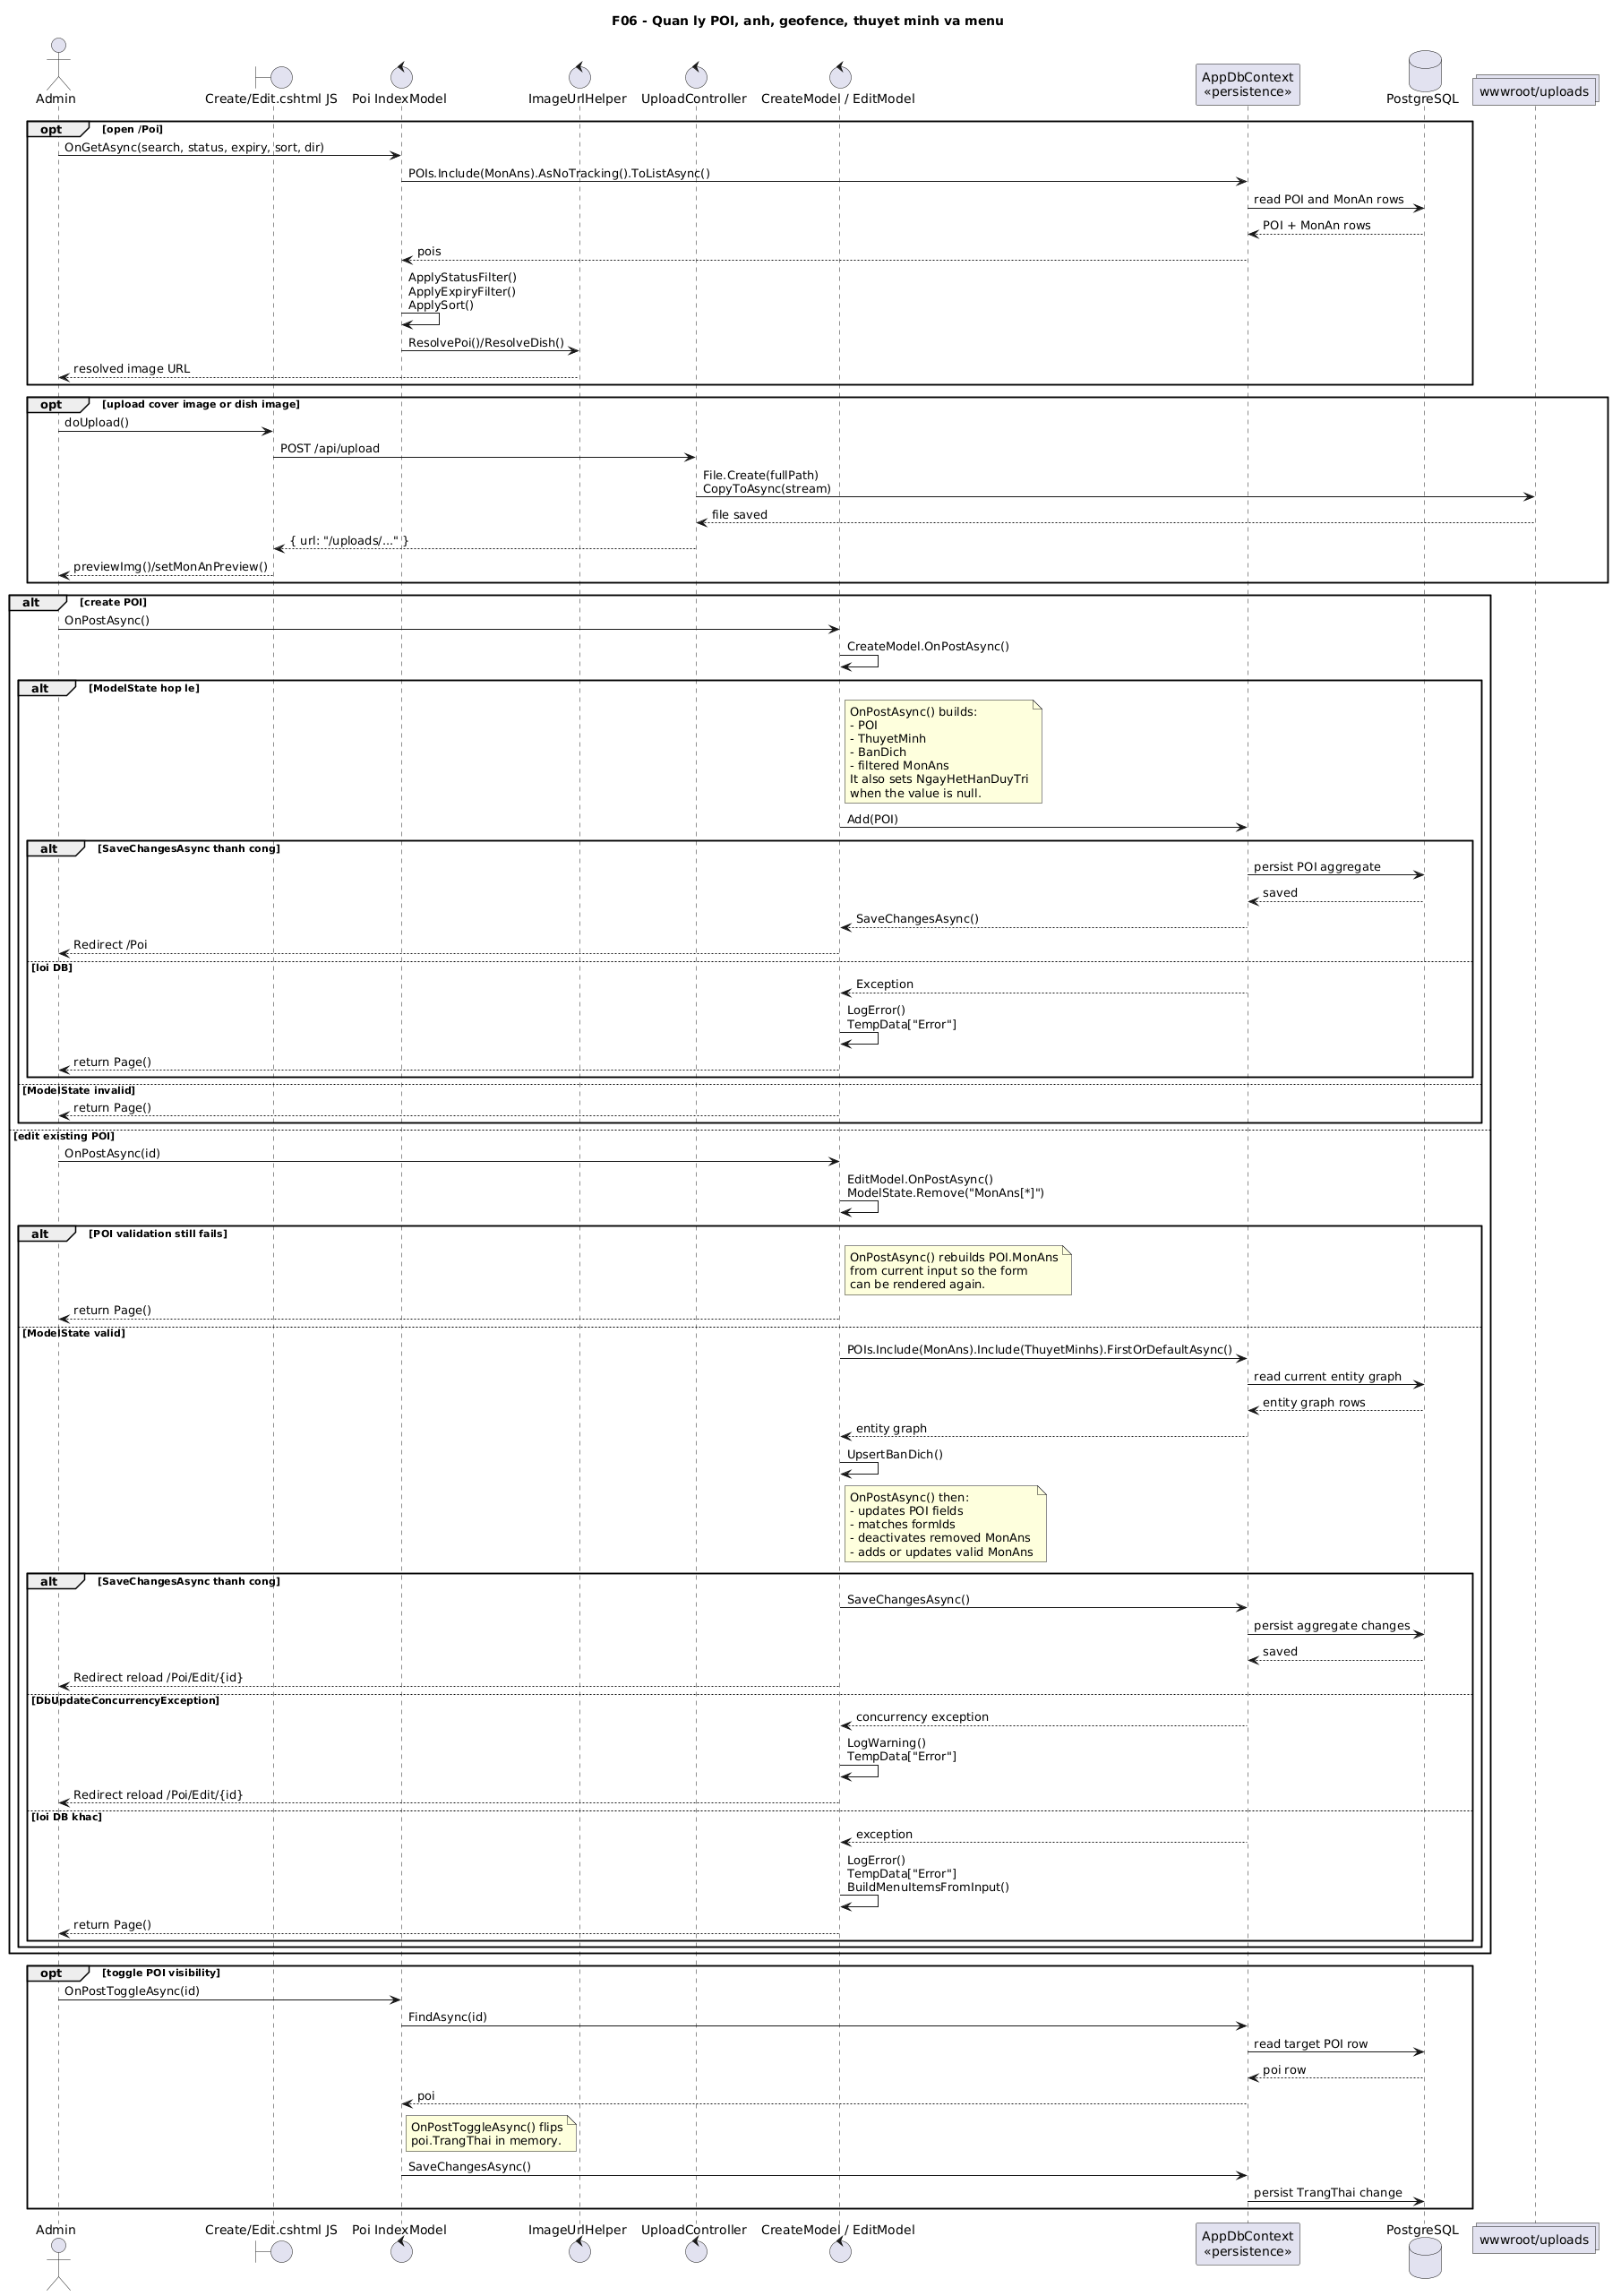 F06 - Quan ly POI, anh, geofence, thuyet minh va menu
Admin
Create/Edit.cshtml JS
Poi IndexModel
ImageUrlHelper
UploadController
CreateModel / EditModel
AppDbContext
«persistence»
PostgreSQL
wwwroot/uploads
opt [open /Poi]
OnGetAsync(search, status, expiry, sort, dir)
POIs.Include(MonAns).AsNoTracking().ToListAsync()
read POI and MonAn rows
POI + MonAn rows
pois
ApplyStatusFilter()
ApplyExpiryFilter()
ApplySort()
ResolvePoi()/ResolveDish()
resolved image URL
opt [upload cover image or dish image]
doUpload()
POST /api/upload
File.Create(fullPath)
CopyToAsync(stream)
file saved
{ url: "/uploads/..." }
previewImg()/setMonAnPreview()
alt [create POI]
OnPostAsync()
CreateModel.OnPostAsync()
alt [ModelState hop le]
OnPostAsync() builds:
- POI
- ThuyetMinh
- BanDich
- filtered MonAns
It also sets NgayHetHanDuyTri
when the value is null.
Add(POI)
alt [SaveChangesAsync thanh cong]
persist POI aggregate
saved
SaveChangesAsync()
Redirect /Poi
[loi DB]
Exception
LogError()
TempData["Error"]
return Page()
[ModelState invalid]
return Page()
[edit existing POI]
OnPostAsync(id)
EditModel.OnPostAsync()
ModelState.Remove("MonAns[*]")
alt [POI validation still fails]
OnPostAsync() rebuilds POI.MonAns
from current input so the form
can be rendered again.
return Page()
[ModelState valid]
POIs.Include(MonAns).Include(ThuyetMinhs).FirstOrDefaultAsync()
read current entity graph
entity graph rows
entity graph
UpsertBanDich()
OnPostAsync() then:
- updates POI fields
- matches formIds
- deactivates removed MonAns
- adds or updates valid MonAns
alt [SaveChangesAsync thanh cong]
SaveChangesAsync()
persist aggregate changes
saved
Redirect reload /Poi/Edit/{id}
[DbUpdateConcurrencyException]
concurrency exception
LogWarning()
TempData["Error"]
Redirect reload /Poi/Edit/{id}
[loi DB khac]
exception
LogError()
TempData["Error"]
BuildMenuItemsFromInput()
return Page()
opt [toggle POI visibility]
OnPostToggleAsync(id)
FindAsync(id)
read target POI row
poi row
poi
OnPostToggleAsync() flips
poi.TrangThai in memory.
SaveChangesAsync()
persist TrangThai change
Admin
Create/Edit.cshtml JS
Poi IndexModel
ImageUrlHelper
UploadController
CreateModel / EditModel
AppDbContext
«persistence»
PostgreSQL
wwwroot/uploads